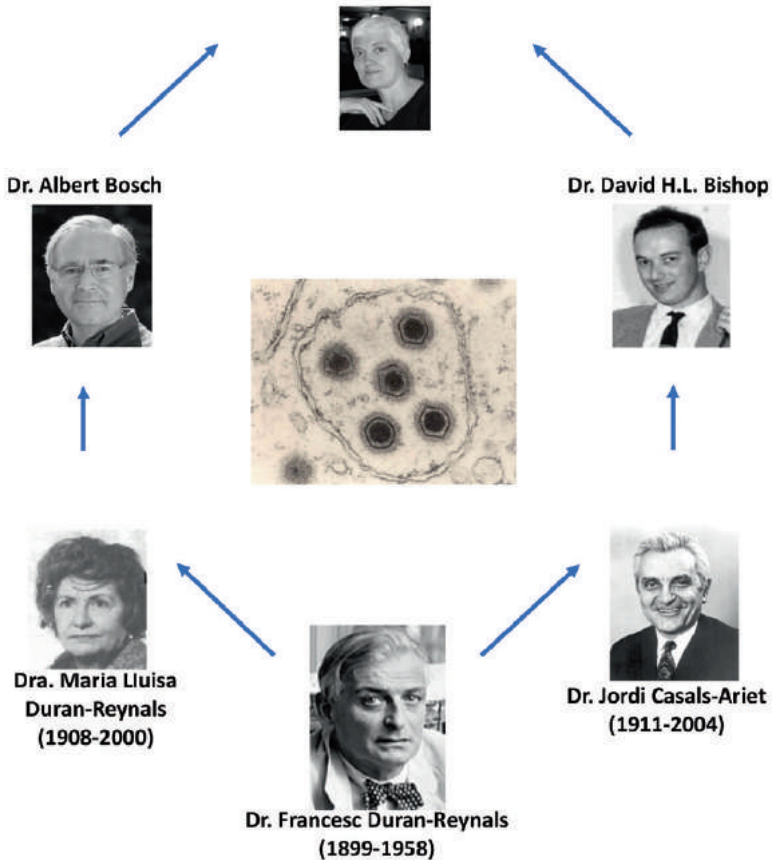 Dr. Albert Bosch
Dr. David H.L. Bishop
Dra. Maria Lluisa
Duran-Reynals
(1908-2000)
Dr. Jordi Casals-Ariet
(1911-2004)
Dr. Francesc Duran-Reynals
(1899-1958)